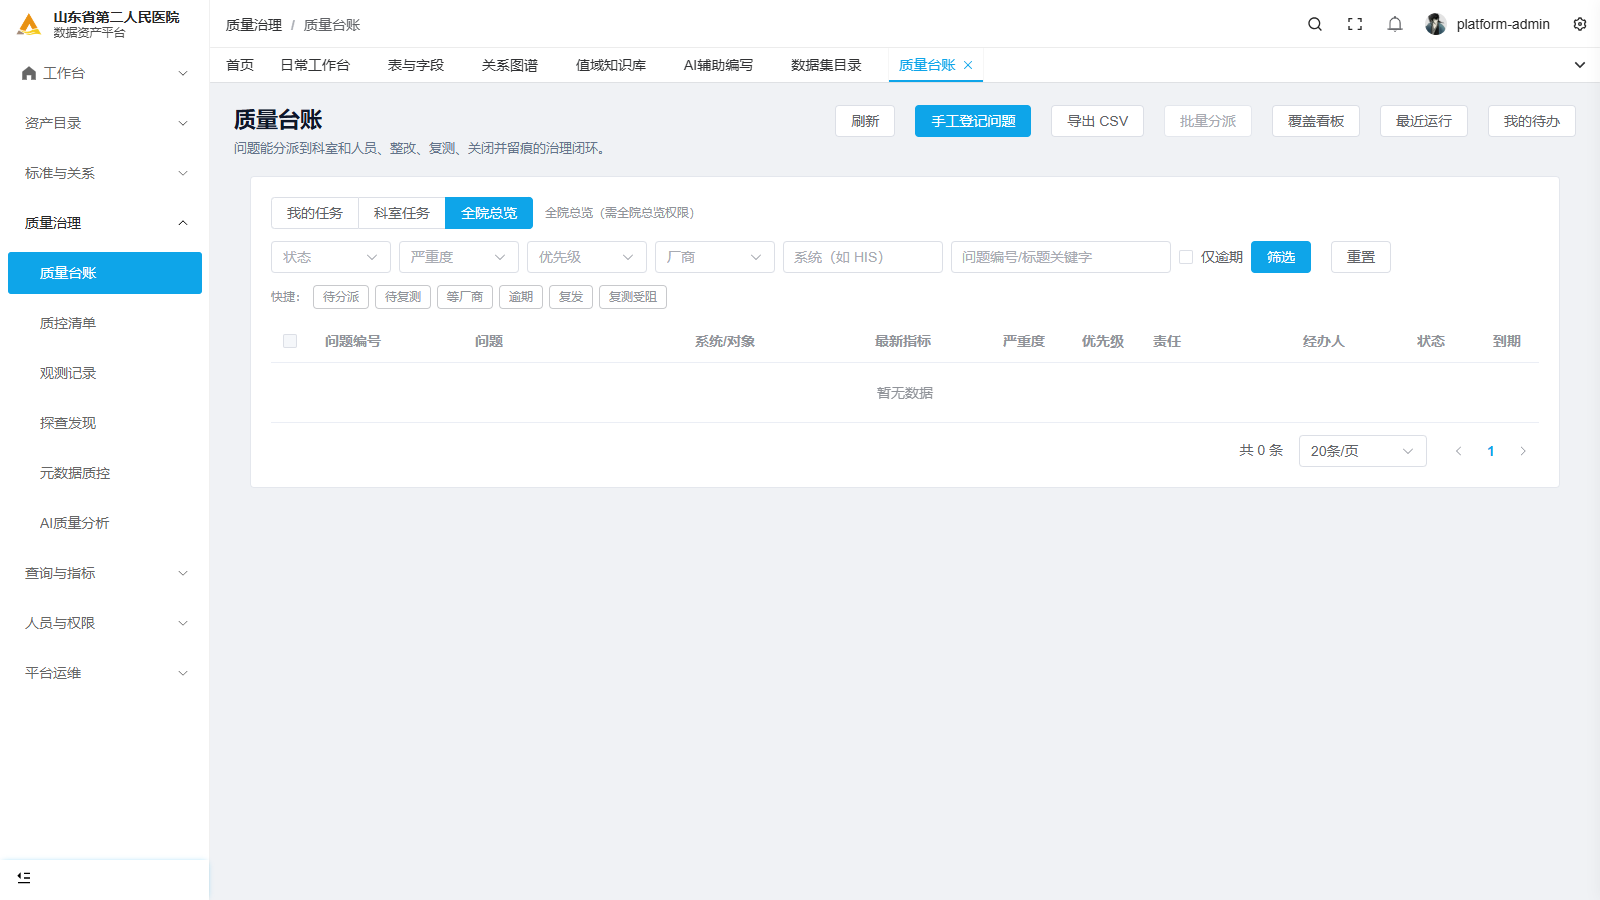 山东省第二人民医院
数据资产平台
质量治理 / 质量台账
platform-admin
首页 日常工作台 表与字段 关系图谱 值域知识库 AI辅助编写 数据集目录 质量台账
工作台
资产目录
标准与关系
质量治理
质量台账
质控清单
观测记录
探查发现
元数据质控
AI质量分析
查询与指标
人员与权限
平台运维
质量台账
问题能分派到科室和人员、整改、复测、关闭并留痕的治理闭环。
刷新 手工登记问题 导出 CSV 批量分派 覆盖看板 最近运行 我的待办
我的任务 科室任务 全院总览 全院总览（需全院总览权限）
状态 严重度 优先级 厂商 系统（如 HIS） 问题编号/标题关键字 仅逾期 筛选 重置
快捷： 待分派 待复测 等厂商 逾期 复发 复测受阻
问题编号 问题 系统/对象 最新指标 严重度 优先级 责任 经办人 状态 到期
暂无数据
共 0 条 20条/页 1